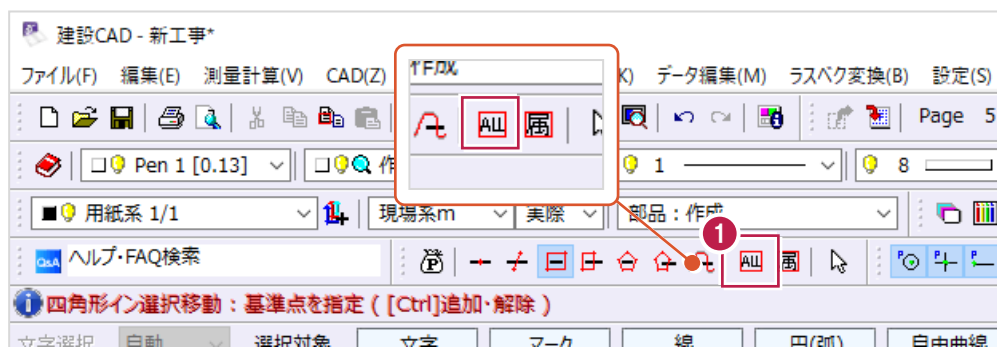 建設CAD - 新工事*
ファイル(F) 編集(E) 測量計算(V) CAD(Z) K) データ編集(M) ラスベク変換(B) 設定(S)
Page 5
ALL 属
Pen 1 [0.13] 作 1 8
用紙系 1/1 現場系m 実際 部品：作成
1
Q&A ヘルプ・FAQ検索 P ALL 属 P P P
四角形イン選択移動：基準点を指定 ( [Ctrl]追加・解除 )
文字選択 自動 選択対象 文字 マーク 線 円(弧) 自由曲線